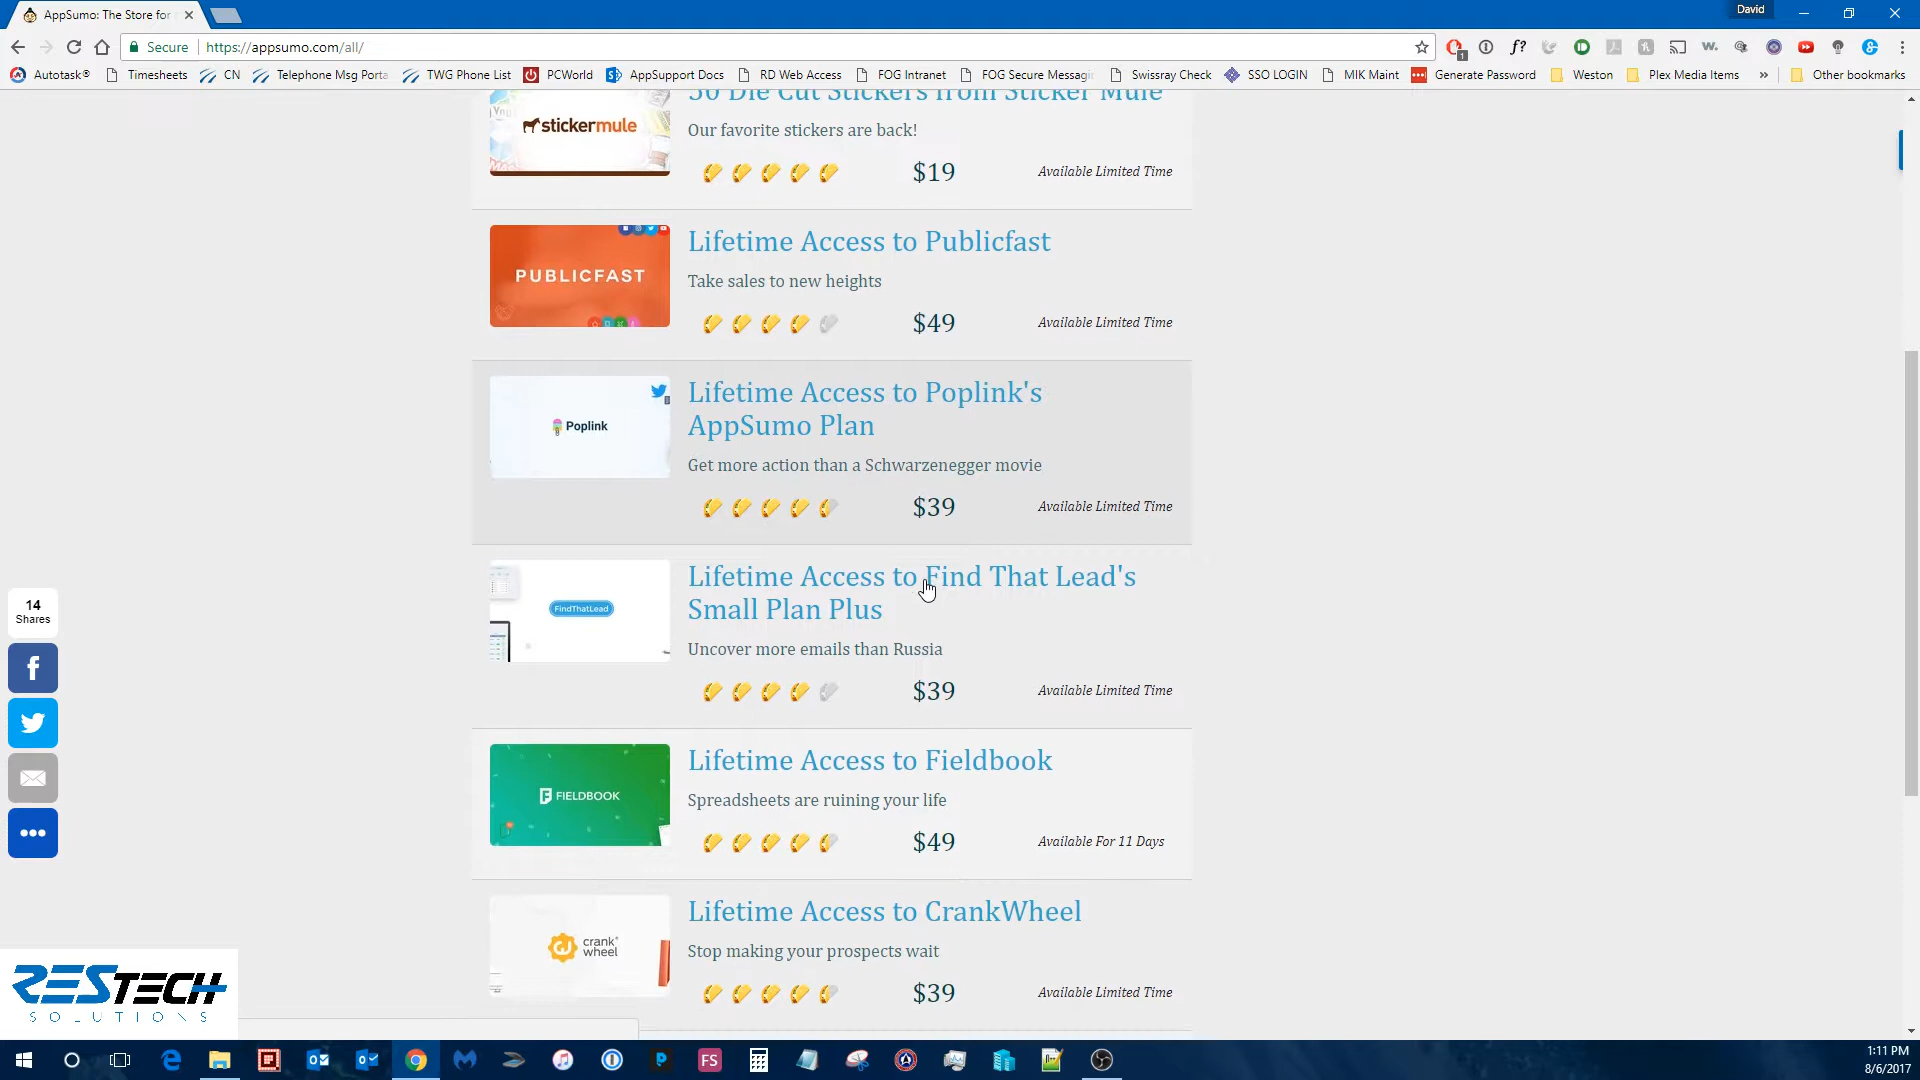 AppSumo: The Store for
David
Secure
https://appsumo.com/all/
Autotask®
Timesheets
CN
Telephone Msg Porta
TWG Phone List
PCWorld
AppSupport Docs
RD Web Access
FOG Intranet
FOG Secure Messagi
Swissray Check
SSO LOGIN
MIK Maint
Generate Password
Weston
Plex Media Items
»
Other bookmarks
50 Die Cut Stickers from Sticker Mule
stickermule
Our favorite stickers are back!
$19
Available Limited Time
PUBLICFAST
Lifetime Access to Publicfast
Take sales to new heights
$49
Available Limited Time
Poplink
Lifetime Access to Poplink's
AppSumo Plan
Get more action than a Schwarzenegger movie
$39
Available Limited Time
FindThatLead
Lifetime Access to Find That Lead's
Small Plan Plus
Uncover more emails than Russia
$39
Available Limited Time
FIELDBOOK
Lifetime Access to Fieldbook
Spreadsheets are ruining your life
$49
Available For 11 Days
crank
wheel
Lifetime Access to CrankWheel
Stop making your prospects wait
$39
Available Limited Time
14
Shares
RESTECH
SOLUTIONS
FS
1:11 PM
8/6/2017